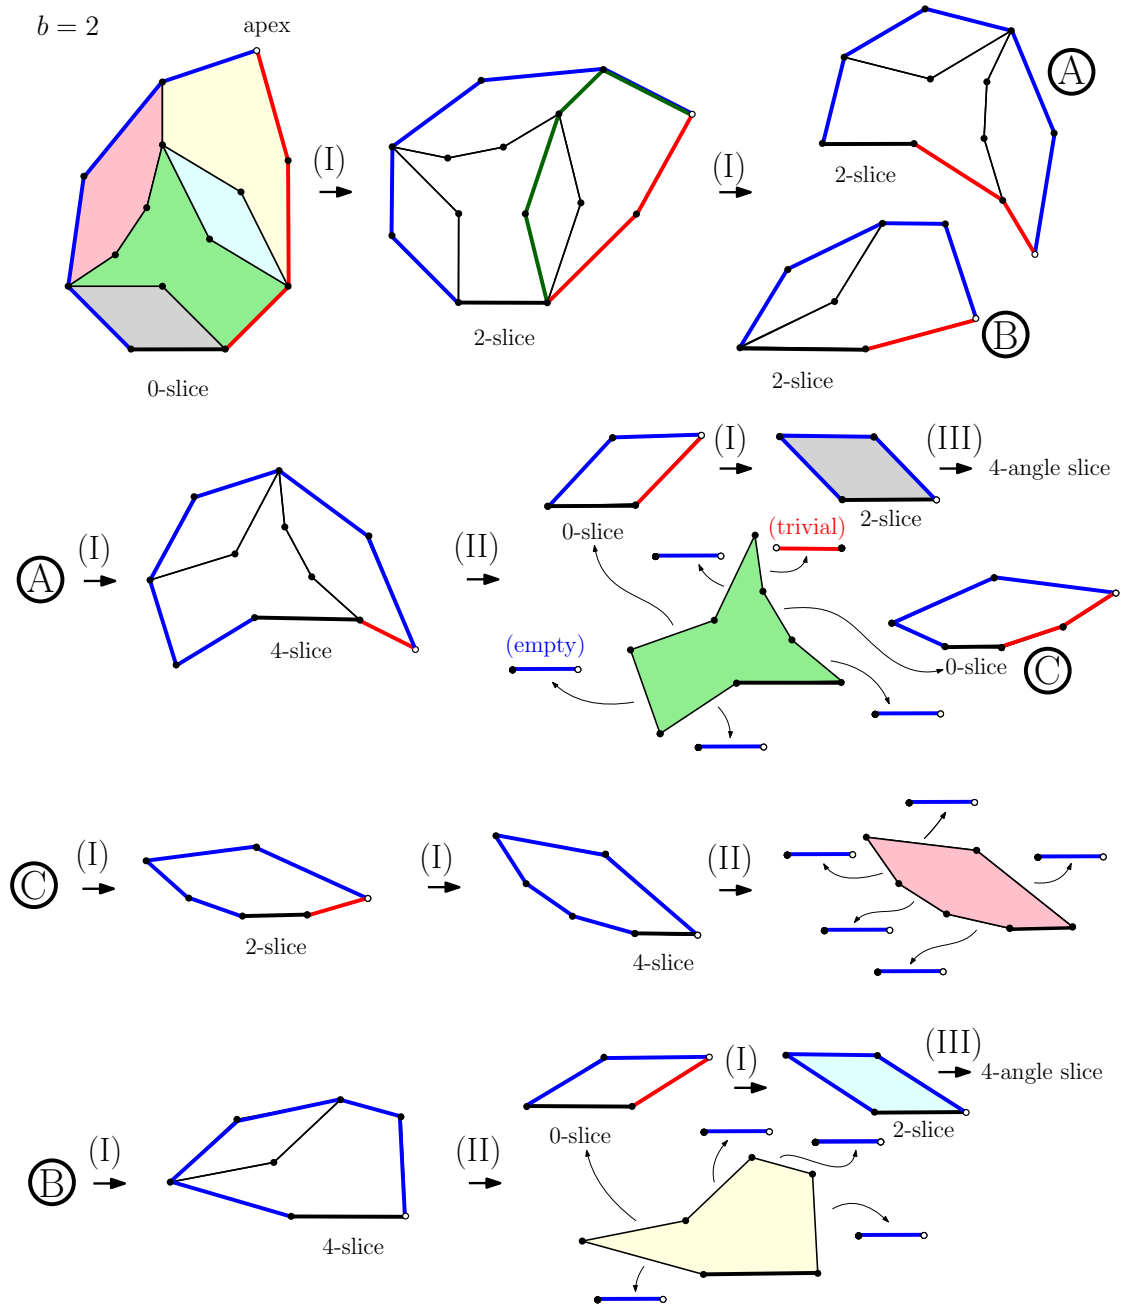 b = 2
apex
(I)
(I)
A
2-slice
2-slice
B
0-slice
2-slice
(I)
(III)
4-angle slice
0-slice
2-slice
A
(I)
(II)
(trivial)
4-slice
(empty)
0-slice
C
C
(I)
(I)
(II)
2-slice
4-slice
(I)
(III)
4-angle slice
0-slice
2-slice
B
(I)
(II)
4-slice